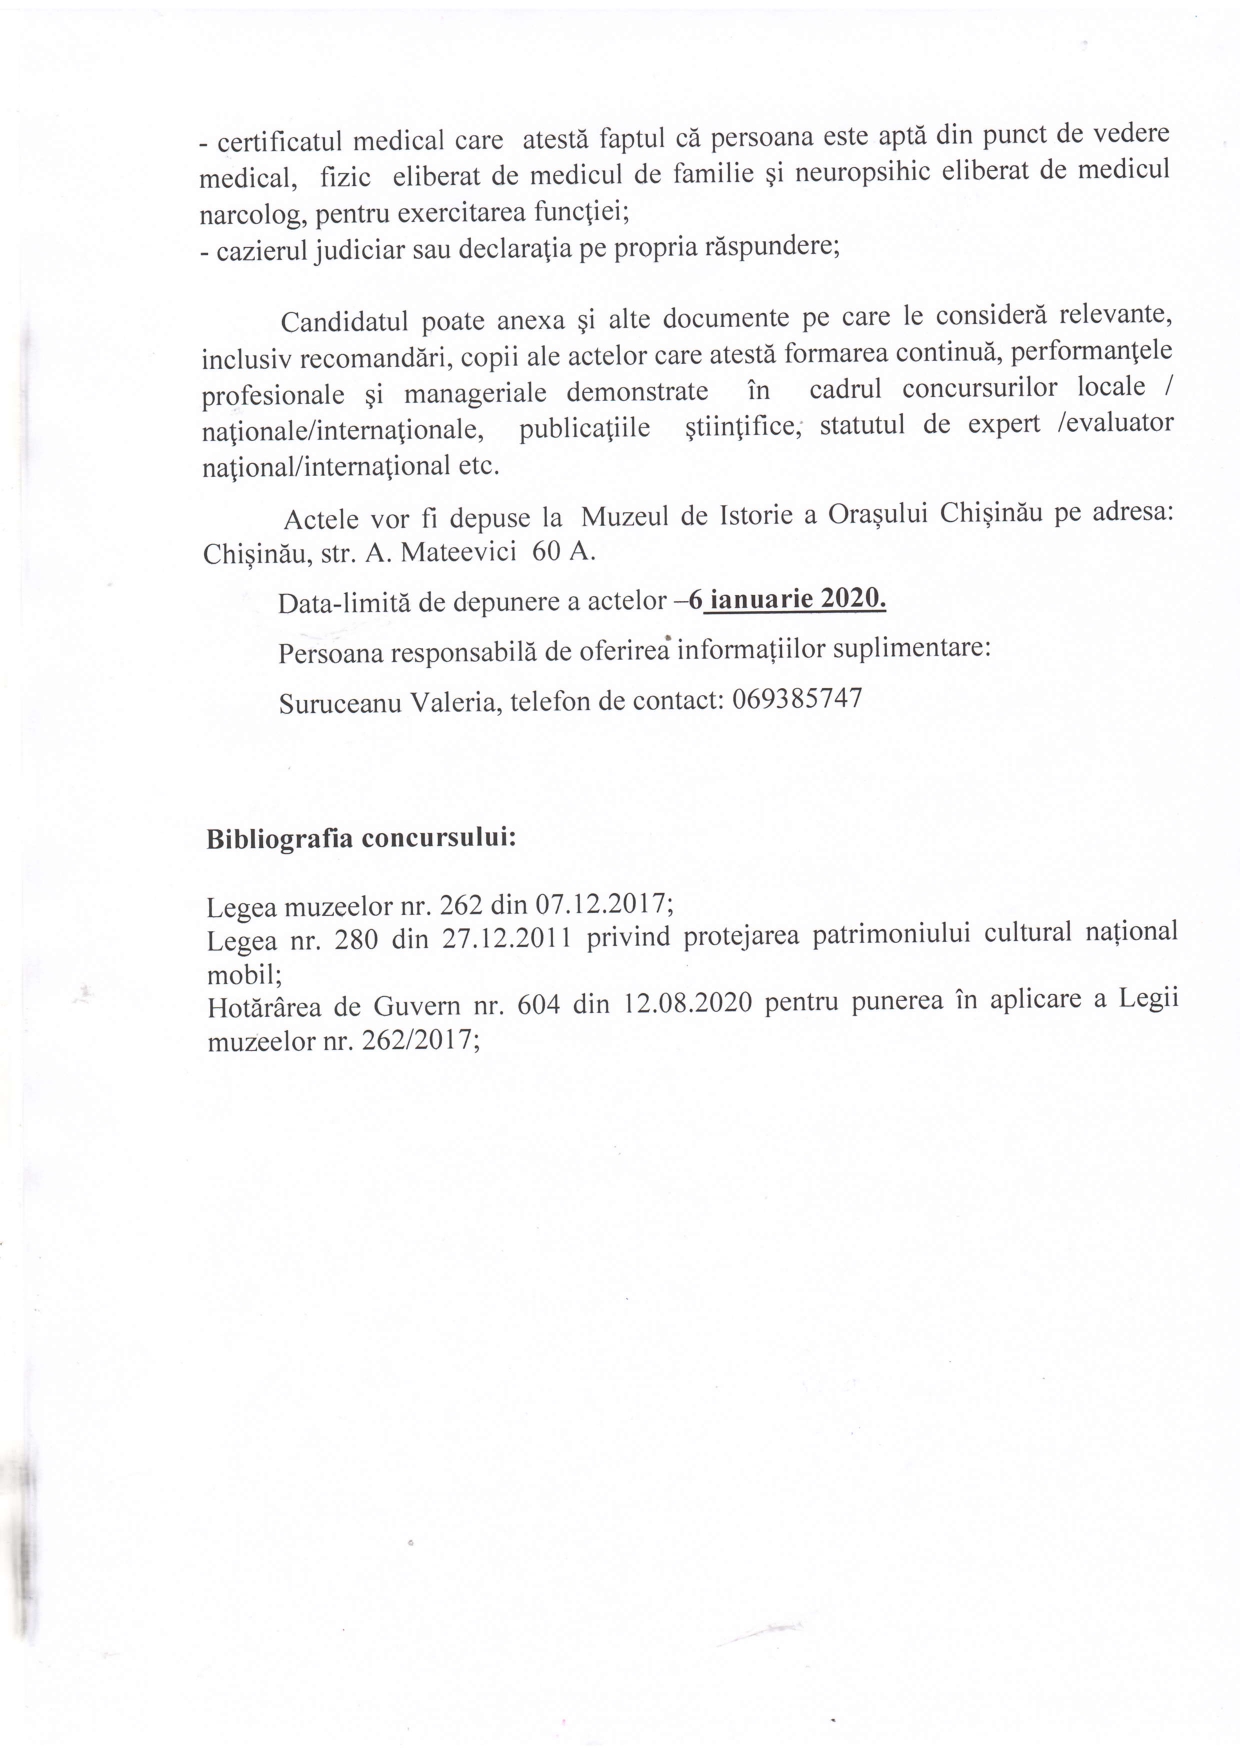 - certificatul medical care atestă faptul că persoana este aptă din punct de vedere
medical, fizic eliberat de medicul de familie şi neuropsihic eliberat de medicul
narcolog, pentru exercitarea funcţiei;
- cazierul judiciar sau declaraţia pe propria răspundere;
Candidatul poate anexa şi alte documente pe care le consideră relevante,
inclusiv recomandări, copii ale actelor care atestă formarea continuă, performanţele
profesionale şi manageriale demonstrate în cadrul concursurilor locale /
naţionale/internaţionale, publicaţiile ştiinţifice, statutul de expert /evaluator
naţional/internaţional etc.
Actele vor fi depuse la Muzeul de Istorie a Orașului Chișinău pe adresa:
Chișinău, str. A. Mateevici 60 A.
Data-limită de depunere a actelor –6 ianuarie 2020.
Persoana responsabilă de oferirea informațiilor suplimentare:
Suruceanu Valeria, telefon de contact: 069385747
Bibliografia concursului:
Legea muzeelor nr. 262 din 07.12.2017;
Legea nr. 280 din 27.12.2011 privind protejarea patrimoniului cultural național
mobil;
Hotărârea de Guvern nr. 604 din 12.08.2020 pentru punerea în aplicare a Legii
muzeelor nr. 262/2017;